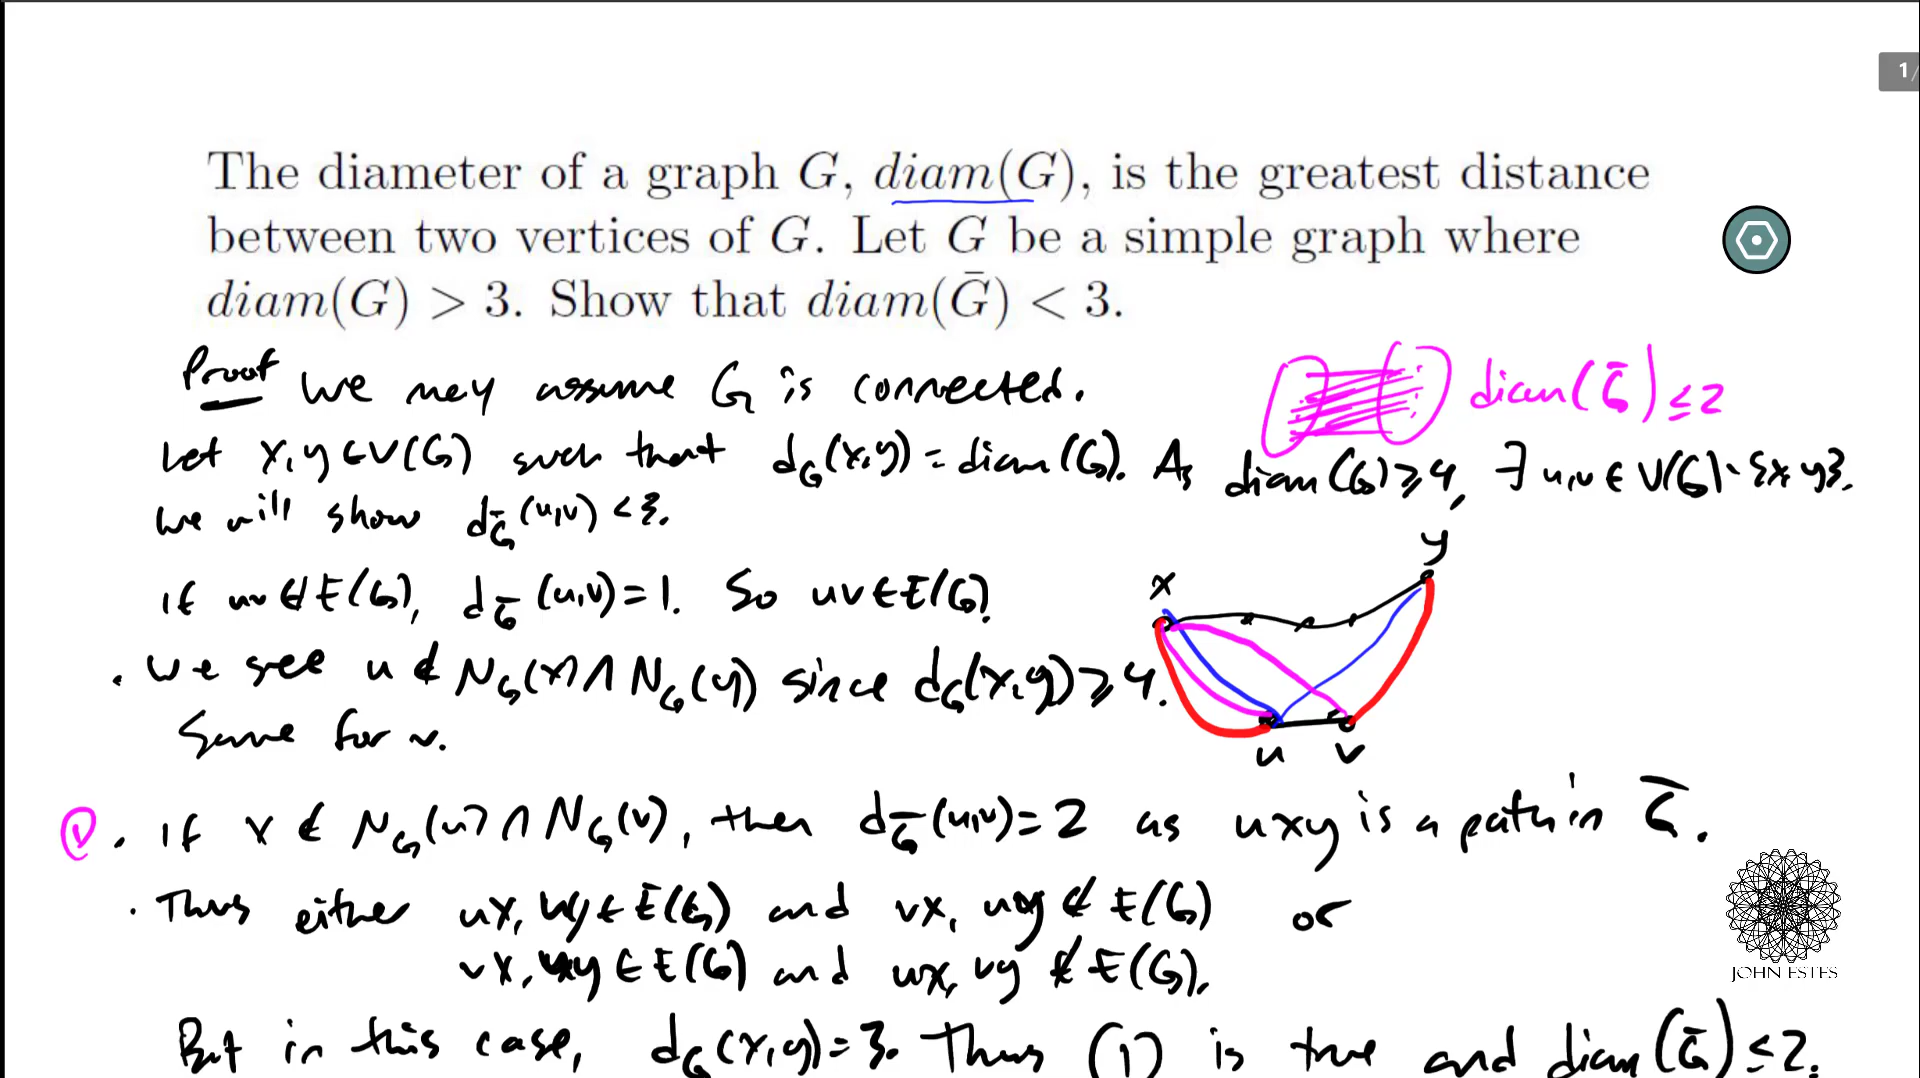 1/
The diameter of a graph G, diam(G), is the greatest distance
between two vertices of G. Let G be a simple graph where
diam(G) > 3. Show that diam(Ḡ) < 3.
Proof We may assume G is connected.
diam(Ḡ) ≤ 2
Let x,y ∈ V(G) such that d_G(x,y) = diam(G). As diam(G) ≥ 4, ∃ u,v ∈ V(G) - {x,y}.
We will show d_Ḡ(u,v) < 3.
If uv ∉ E(G), d_Ḡ(u,v) = 1. So uv ∈ E(G).
y
x
· We see u ∉ N_G(x) ∩ N_G(y) since d_G(x,y) ≥ 4.
Same for v.
u v
① · If x ∉ N_G(u) ∩ N_G(v), then d_Ḡ(u,v) = 2 as uxy is a path in Ḡ.
· Thus either ux, vy ∈ E(G) and vx, uy ∉ E(G) or
vx, uy ∈ E(G) and ux, vy ∉ E(G).
JOHN ESTES
But in this case, d_G(x,y) = 3. Thus (1) is true and diam(Ḡ) ≤ 2.